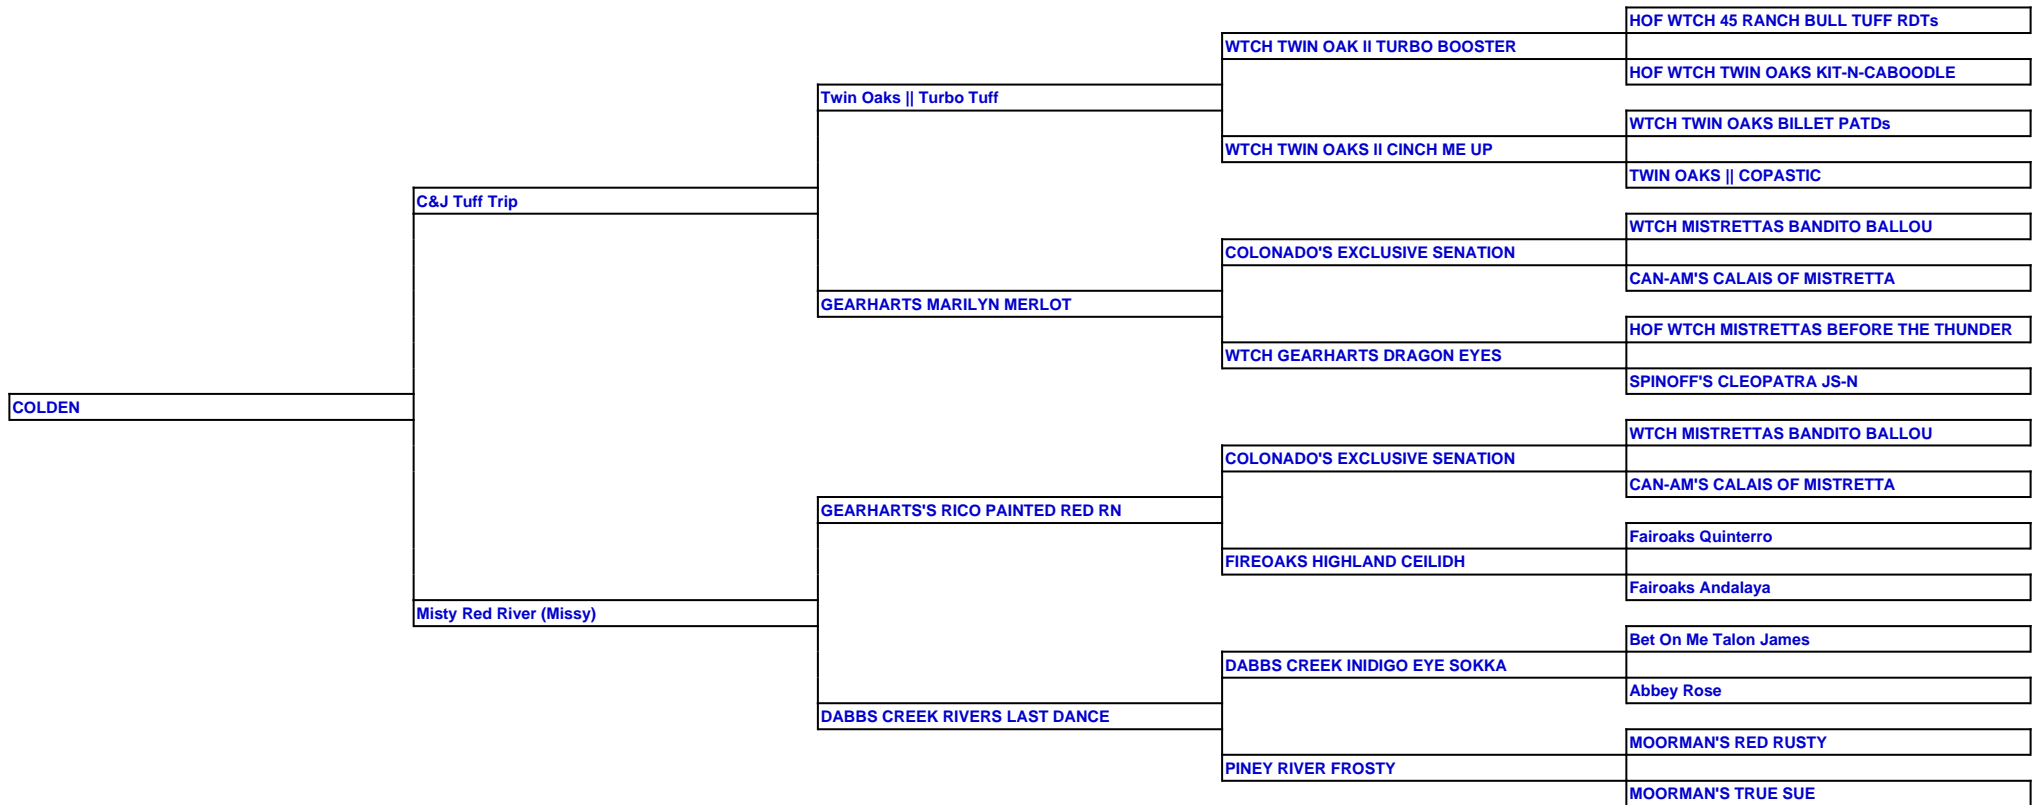 HOF WTCH 45 RANCH BULL TUFF RDTs
WTCH TWIN OAK II TURBO BOOSTER
HOF WTCH TWIN OAKS KIT-N-CABOODLE
Twin Oaks || Turbo Tuff
WTCH TWIN OAKS BILLET PATDs
WTCH TWIN OAKS II CINCH ME UP
TWIN OAKS || COPASTIC
C&J Tuff Trip
WTCH MISTRETTAS BANDITO BALLOU
COLONADO'S EXCLUSIVE SENATION
CAN-AM'S CALAIS OF MISTRETTA
GEARHARTS MARILYN MERLOT
HOF WTCH MISTRETTAS BEFORE THE THUNDER
WTCH GEARHARTS DRAGON EYES
SPINOFF'S CLEOPATRA JS-N
COLDEN
WTCH MISTRETTAS BANDITO BALLOU
COLONADO'S EXCLUSIVE SENATION
CAN-AM'S CALAIS OF MISTRETTA
GEARHARTS'S RICO PAINTED RED RN
Fairoaks Quinterro
FIREOAKS HIGHLAND CEILIDH
Fairoaks Andalaya
Misty Red River (Missy)
Bet On Me Talon James
DABBS CREEK INIDIGO EYE SOKKA
Abbey Rose
DABBS CREEK RIVERS LAST DANCE
MOORMAN'S RED RUSTY
PINEY RIVER FROSTY
MOORMAN'S TRUE SUE